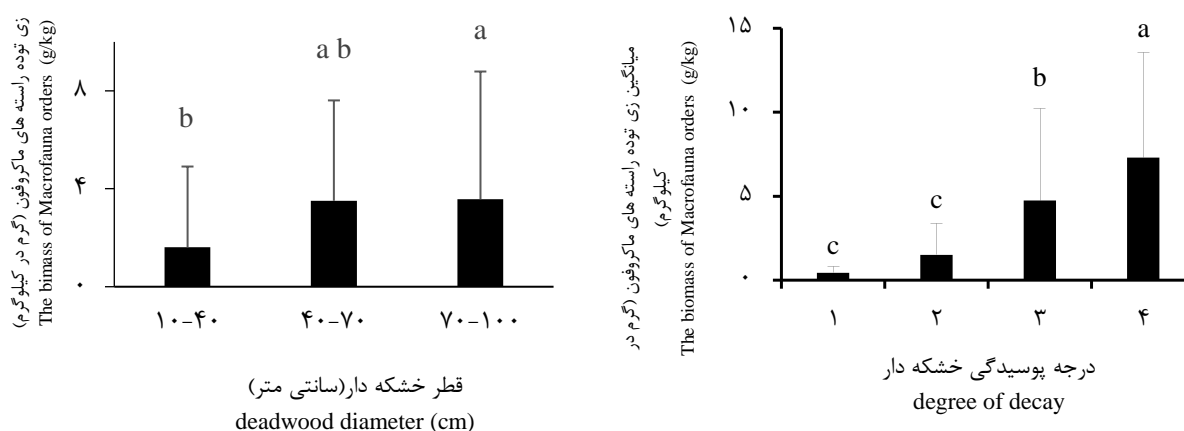 زی توده راسته های ماکروفون (گرم در کیلوگرم)
The bimass of Macrofauna orders (g/kg)
۸
۴
۰
b
a b
a
۱۰-۴۰
۴۰-۷۰
۷۰-۱۰۰
قطر خشکه دار(سانتی متر)
deadwood diameter (cm)
میانگین زی توده راسته های ماکروفون (گرم در
کیلوگرم)
The biomass of Macrofauna orders (g/kg)
۱۵
۱۰
۵
۰
c
c
b
a
۱
۲
۳
۴
درجه پوسیدگی خشکه دار
degree of decay